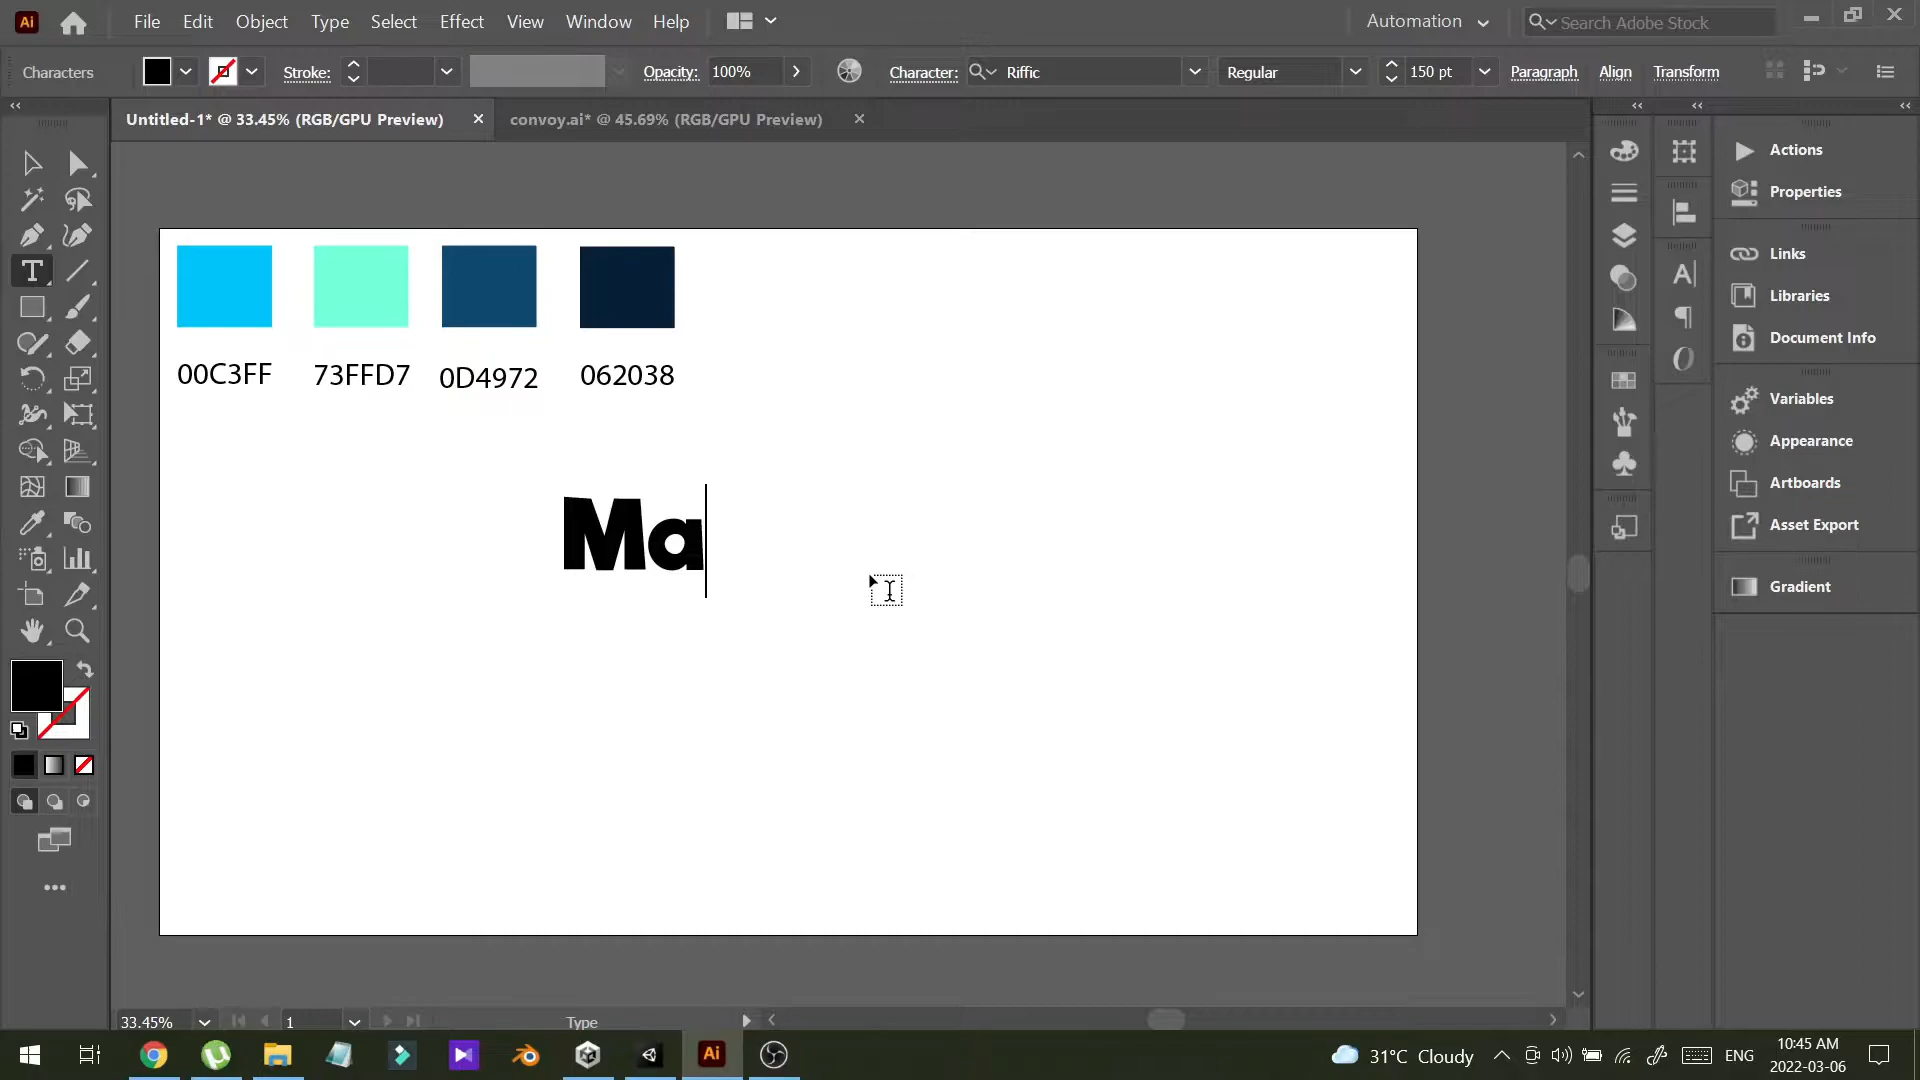 Ai File Edit Object Type Select Effect View Window Help Automation Search Adobe Stock
Characters Stroke: Opacity: 100% Character: Riffic Regular 150 pt Paragraph Align Transform
Untitled-1* @ 33.45% (RGB/GPU Preview) × convoy.ai* @ 45.69% (RGB/GPU Preview) ×
Actions
Properties
Links
Libraries
Document Info
Variables
Appearance
Artboards
Asset Export
Gradient
00C3FF 73FFD7 0D4972 062038
Ma
33.45% 1 Type
Ai 31°C Cloudy ENG 10:45 AM
2022-03-06